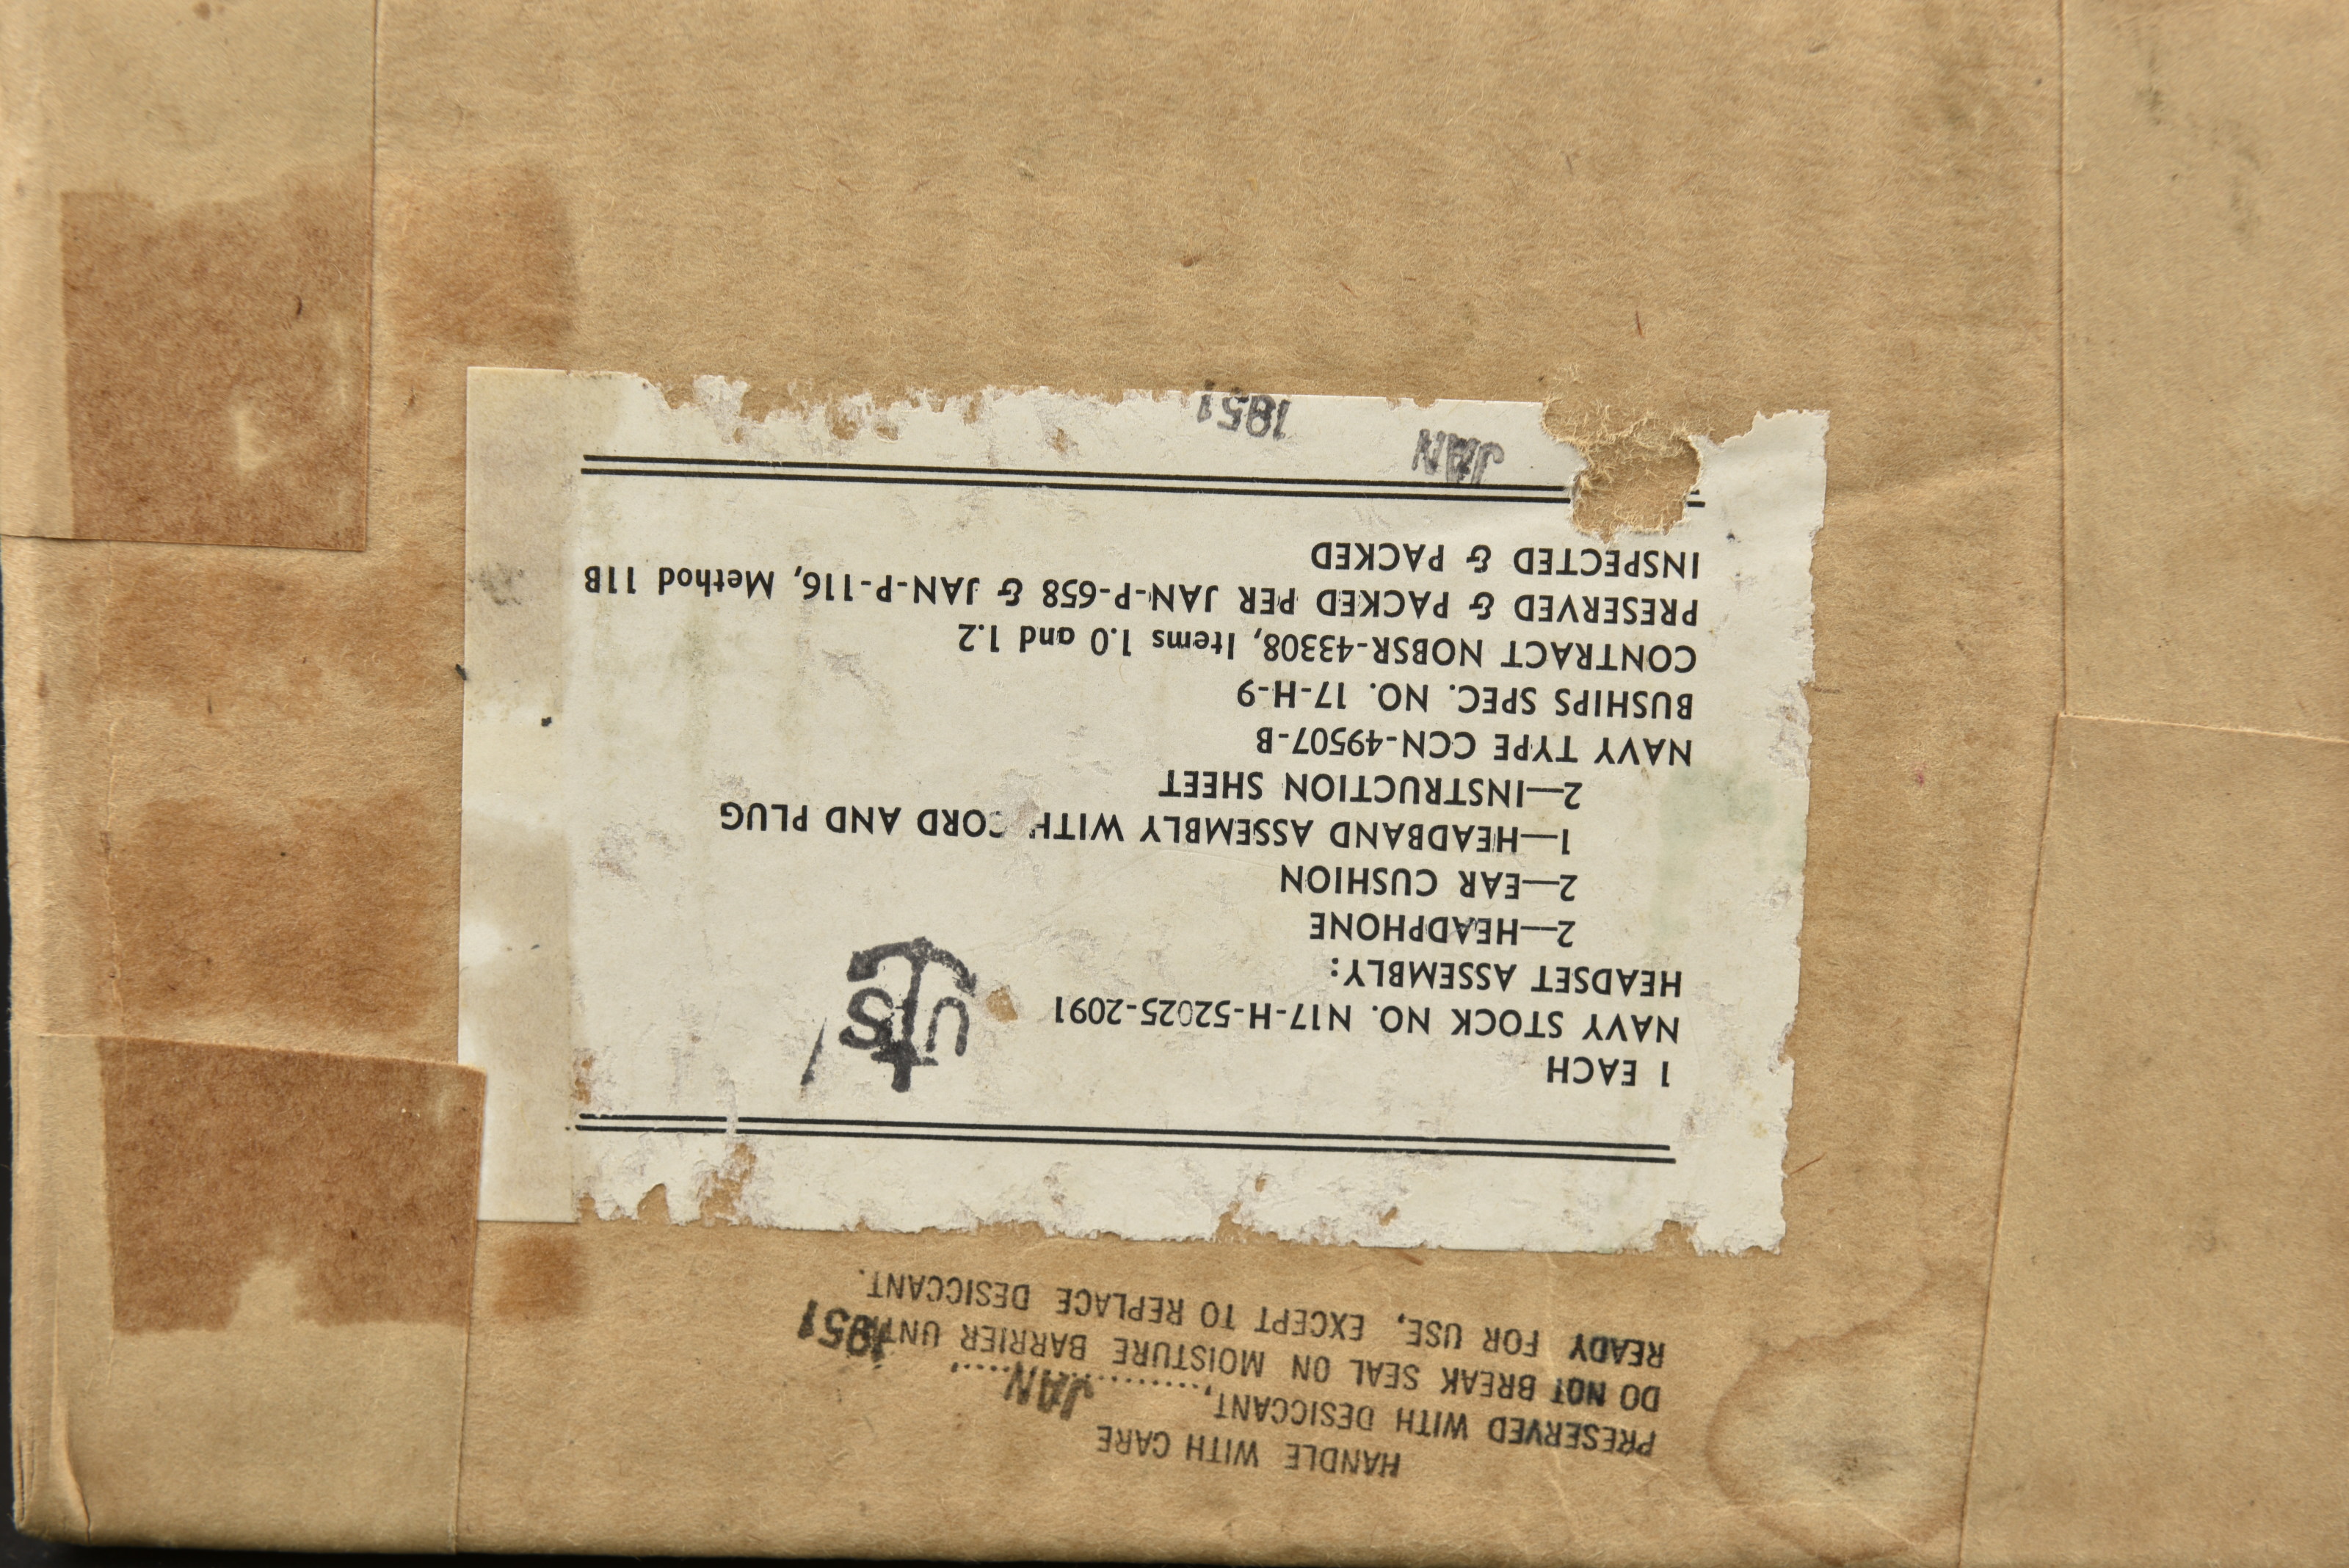 HANDLE WITH CARE
PRESERVED WITH DESICCANT, JAN 1951
DO NOT BREAK SEAL ON MOISTURE BARRIER UNTIL
READY FOR USE, EXCEPT TO REPLACE DESICCANT.
1 EACH
NAVY STOCK NO. N17-H-52025-2091
U S
HEADSET ASSEMBLY:
2—HEADPHONE
2—EAR CUSHION
1—HEADBAND ASSEMBLY WITH CORD AND PLUG
2—INSTRUCTION SHEET
NAVY TYPE CCN-49507-B
BUSHIPS SPEC. NO. 17-H-9
CONTRACT NOBSR-43308, Items 1.0 and 1.2
PRESERVED & PACKED PER JAN-P-658 & JAN-P-116, Method 11B
INSPECTED & PACKED
JAN 1951